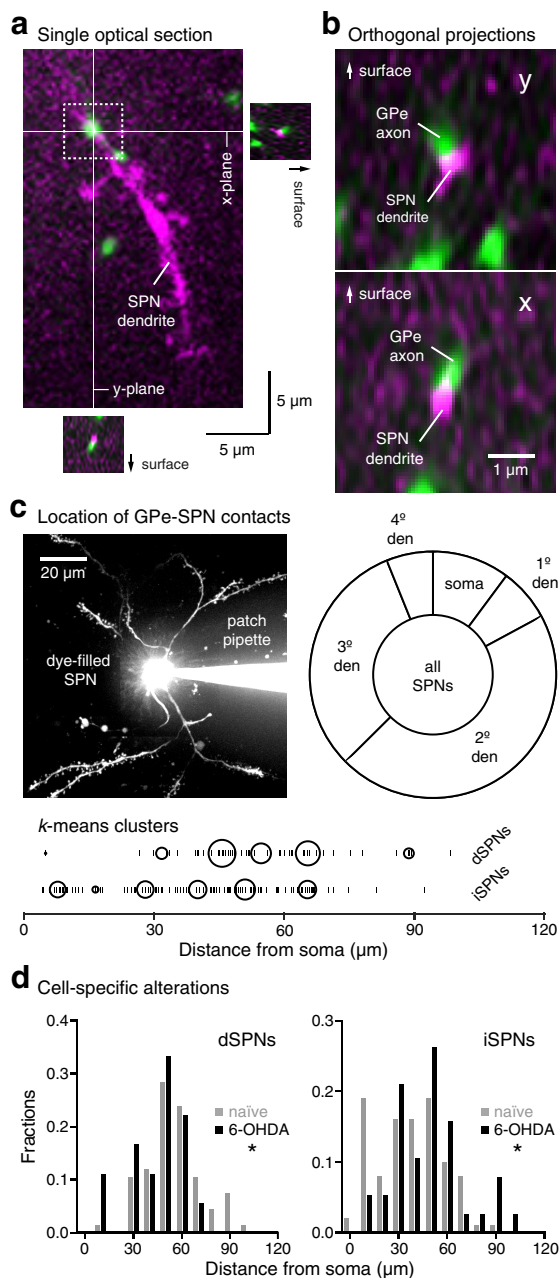 a Single optical section
x-plane
surface
SPN
dendrite
y-plane
5 µm
5 µm
surface
b Orthogonal projections
surface
y
GPe
axon
SPN
dendrite
surface
x
GPe
axon
SPN
dendrite
1 µm
c Location of GPe-SPN contacts
20 µm
patch
pipette
dye-filled
SPN
4º
den
soma
1º
den
3º
den
all
SPNs
2º
den
k-means clusters
dSPNs
iSPNs
0 30 60 90 120
Distance from soma (µm)
d Cell-specific alterations
dSPNs
Fractions
0.4
0.3
0.2
0.1
0.0
naïve
6-OHDA
*
0 30 60 90 120
iSPNs
0.3
0.2
0.1
0.0
naïve
6-OHDA
*
0 30 60 90 120
Distance from soma (µm)